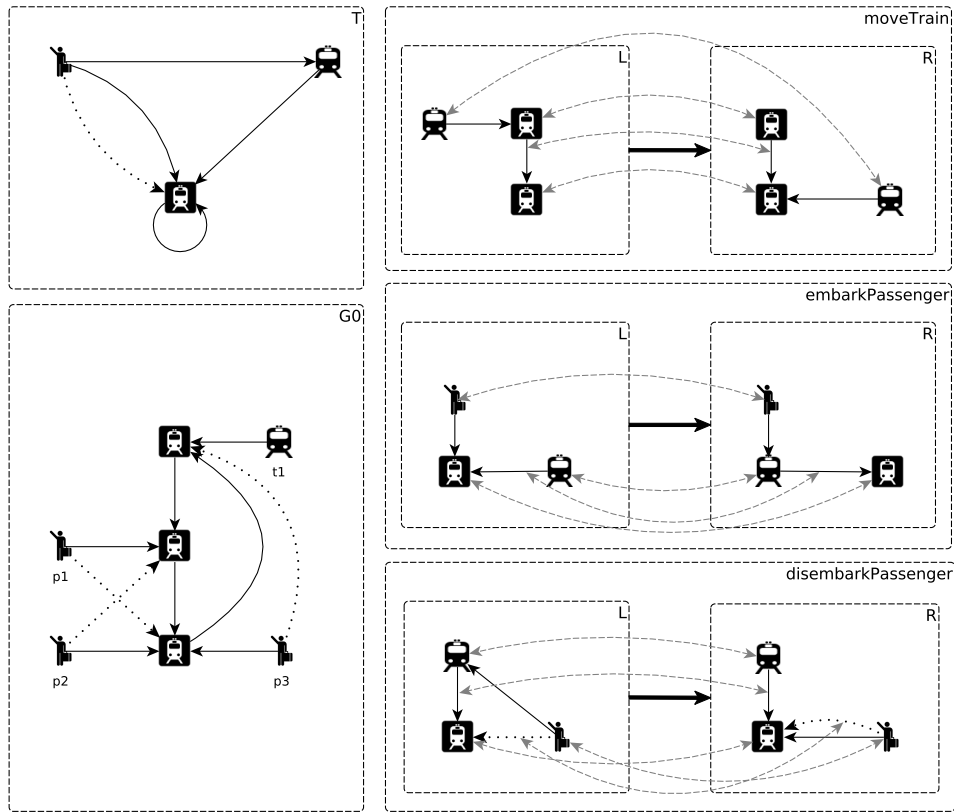 T
G0
t1
p1
p2
p3
moveTrain
L
R
embarkPassenger
L
R
disembarkPassenger
L
R